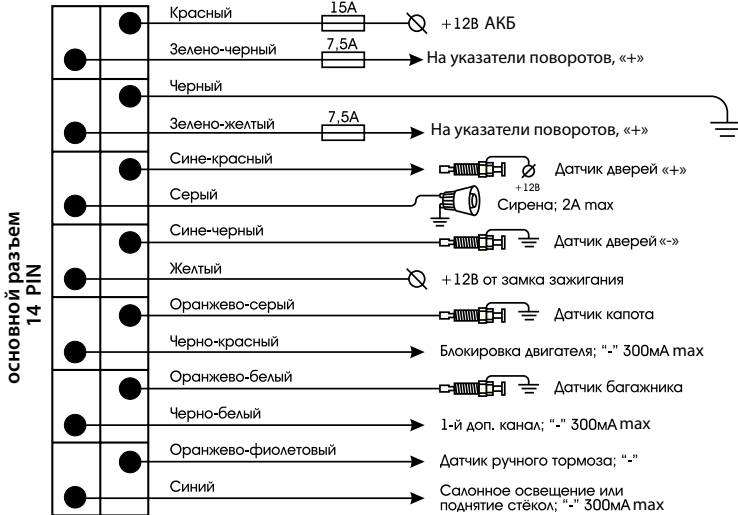 основной разъем
14 PIN
Красный
15А
+12В АКБ
Зелено-черный
7,5А
На указатели поворотов, «+»
Черный
Зелено-желтый
7,5А
На указатели поворотов, «+»
Сине-красный
+12В
Датчик дверей «+»
Серый
Сирена; 2А max
Сине-черный
Датчик дверей «-»
Желтый
+12В от замка зажигания
Оранжево-серый
Датчик капота
Черно-красный
Блокировка двигателя; “-” 300мА max
Оранжево-белый
Датчик багажника
Черно-белый
1-й доп. канал; “-” 300мА max
Оранжево-фиолетовый
Датчик ручного тормоза; “-”
Синий
Салонное освещение или
поднятие стёкол; “-” 300мА max